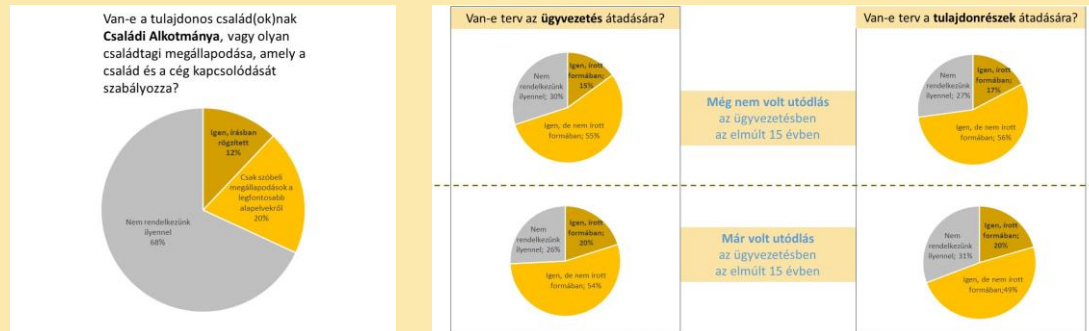 Van-e a tulajdonos család(ok)nak
Családi Alkotmánya, vagy olyan
családtagi megállapodása, amely a
család és a cég kapcsolódását
szabályozza?
Igen, írásban
rögzített
12%
Csak szóbeli
megállapodások a
legfontosabb
alapelvekről
20%
Nem rendelkezünk
ilyennel
68%
Van-e terv az ügyvezetés átadására?
Nem
rendelkezünk
ilyennel; 30%
Igen, írott
formában;
15%
Igen, de nem írott
formában; 55%
Még nem volt utódlás
az ügyvezetésben
az elmúlt 15 évben
Van-e terv a tulajdonrészek átadására?
Nem
rendelkezünk
ilyennel; 27%
Igen, írott
formában;
17%
Igen, de nem írott
formában; 56%
Nem
rendelkezünk
ilyennel; 26%
Igen, írott
formában;
20%
Igen, de nem írott
formában; 54%
Már volt utódlás
az ügyvezetésben
az elmúlt 15 évben
Nem
rendelkezünk
ilyennel; 31%
Igen, írott
formában;
20%
Igen, de nem írott
formában;49%